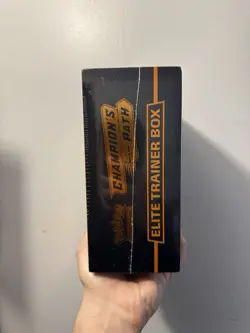 CHAMPION'S
PATH
ELITE TRAINER BOX